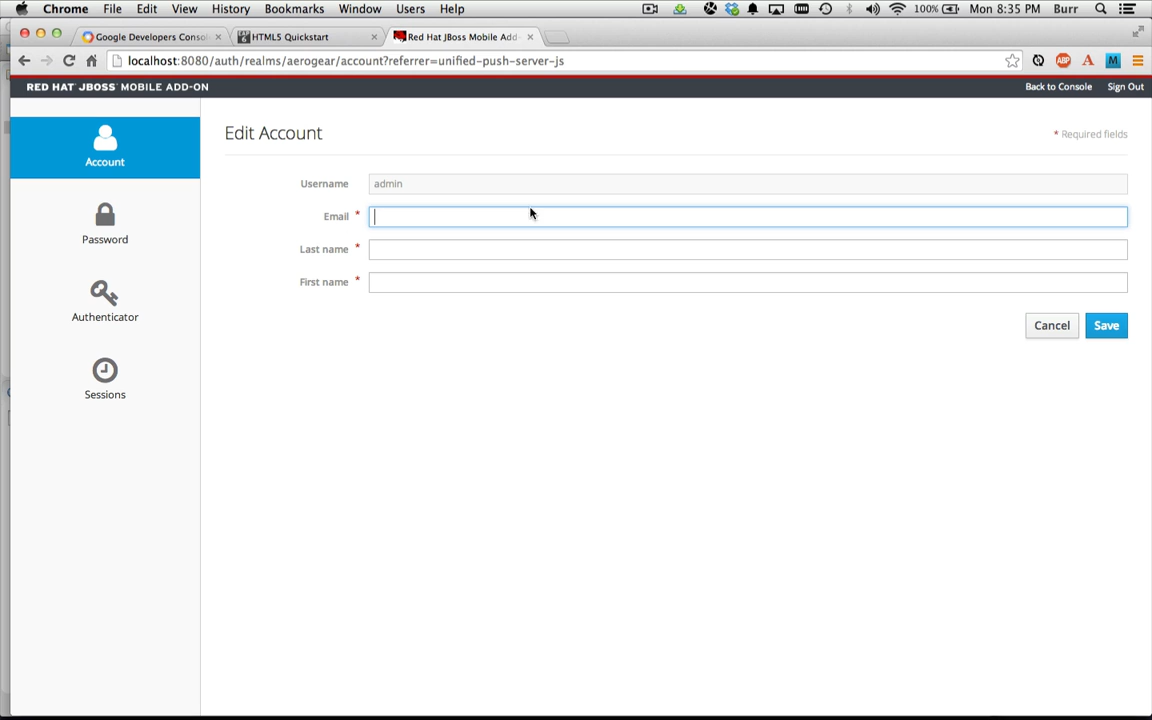 Chrome File Edit View History Bookmarks Window Users Help 100% Mon 8:35 PM Burr
Google Developers Consol HTML5 Quickstart Red Hat JBoss Mobile Add-
localhost:8080/auth/realms/aerogear/account?referrer=unified-push-server-js ABP A M
RED HAT JBOSS MOBILE ADD-ON Back to Console Sign Out
Edit Account * Required fields
Account
Username admin
Email *
Last name *
First name *
Cancel Save
Password
Authenticator
Sessions